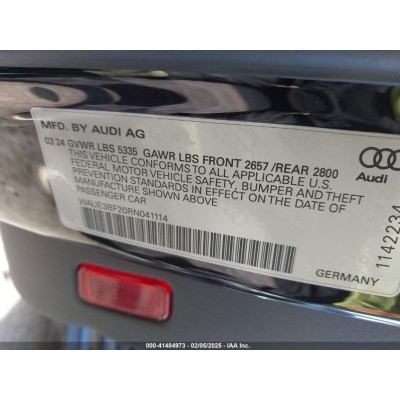 MFD. BY AUDI AG
03 24 GVWR LBS 5335 GAWR LBS FRONT 2657 /REAR 2800
THIS VEHICLE CONFORMS TO ALL APPLICABLE U.S.
FEDERAL MOTOR VEHICLE SAFETY, BUMPER AND THEFT
PREVENTION STANDARDS IN EFFECT ON THE DATE OF
MANUFACTURE SHOWN ABOVE.
PASSENGER CAR
WAUE3BF20RN041114
Audi
1142234
GERMANY
000-41484973 - 02/05/2025 - IAA Inc.